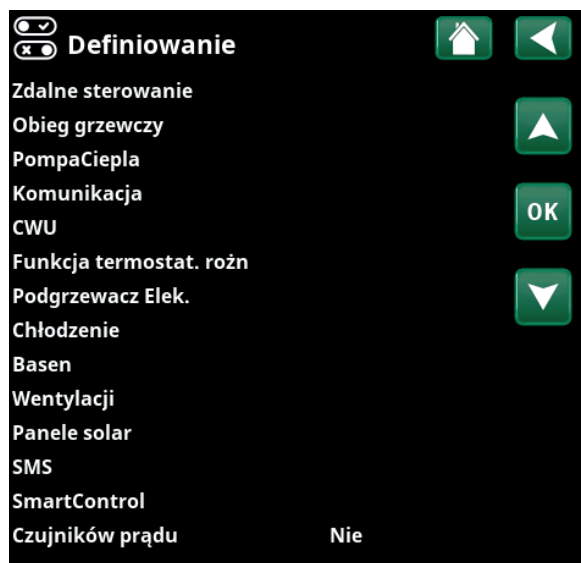 Definiowanie
Zdalne sterowanie
Obieg grzewczy
PompaCiepla
Komunikacja
CWU
Funkcja termostat. rożn
Podgrzewacz Elek.
Chłodzenie
Basen
Wentylacji
Panele solar
SMS
SmartControl
Czujników prądu Nie
OK